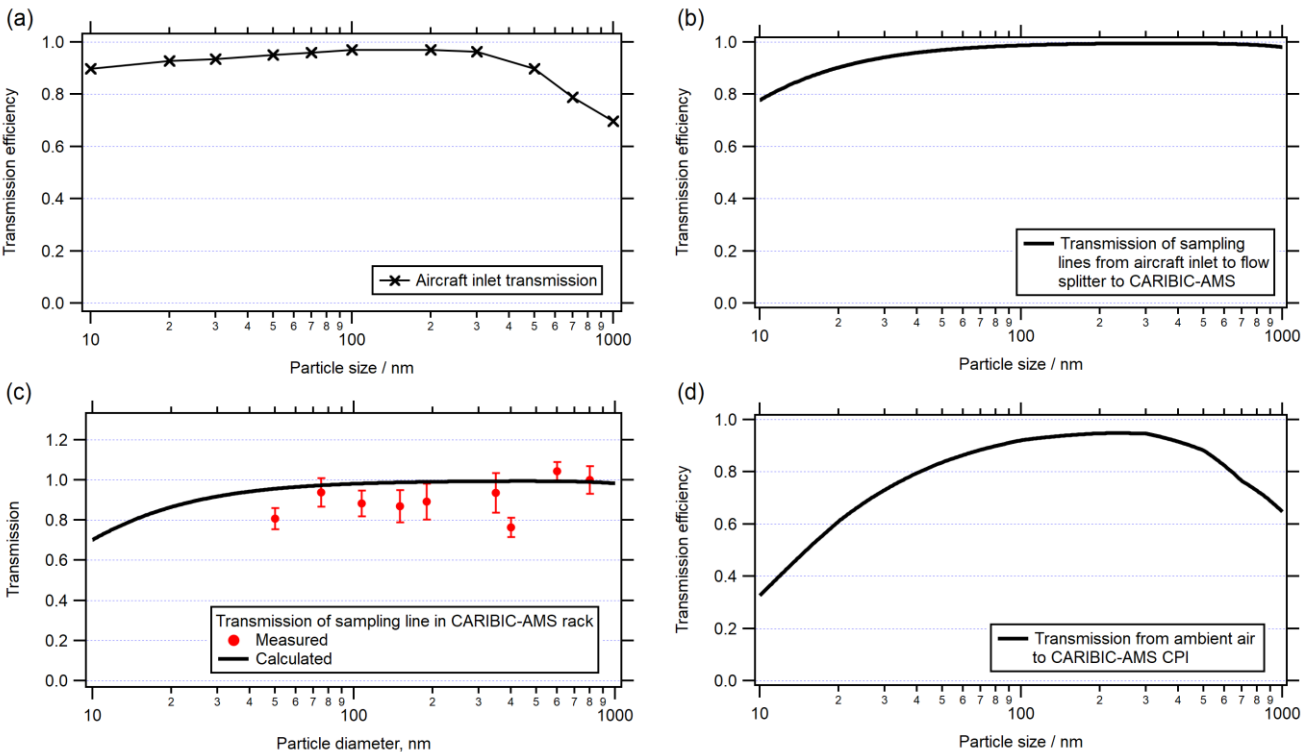 (a)
1.0
0.8
0.6
0.4
0.2
0.0
Transmission efficiency
Aircraft inlet transmission
10 2 3 4 5 6 7 8 9 100 2 3 4 5 6 7 8 9 1000
Particle size / nm
(b)
1.0
0.8
0.6
0.4
0.2
0.0
Transmission efficiency
Transmission of sampling
lines from aircraft inlet to flow
splitter to CARIBIC-AMS
10 2 3 4 5 6 7 8 9 100 2 3 4 5 6 7 8 9 1000
Particle size / nm
(c)
1.2
1.0
0.8
0.6
0.4
0.2
0.0
Transmission
Transmission of sampling line in CARIBIC-AMS rack
Measured
Calculated
10 2 3 4 5 6 7 8 9 100 2 3 4 5 6 7 8 9 1000
Particle diameter, nm
(d)
1.0
0.8
0.6
0.4
0.2
0.0
Transmission efficiency
Transmission from ambient air
to CARIBIC-AMS CPI
10 2 3 4 5 6 7 8 9 100 2 3 4 5 6 7 8 9 1000
Particle size / nm